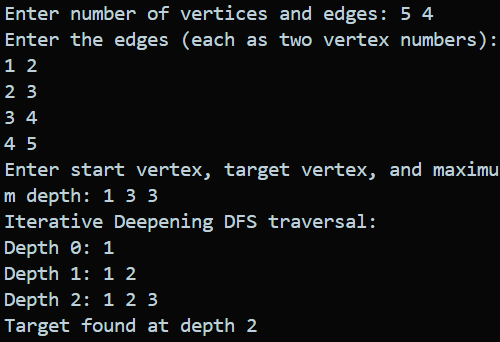 Enter number of vertices and edges: 5 4
Enter the edges (each as two vertex numbers):
1 2
2 3
3 4
4 5
Enter start vertex, target vertex, and maximu
m depth: 1 3 3
Iterative Deepening DFS traversal:
Depth 0: 1
Depth 1: 1 2
Depth 2: 1 2 3
Target found at depth 2